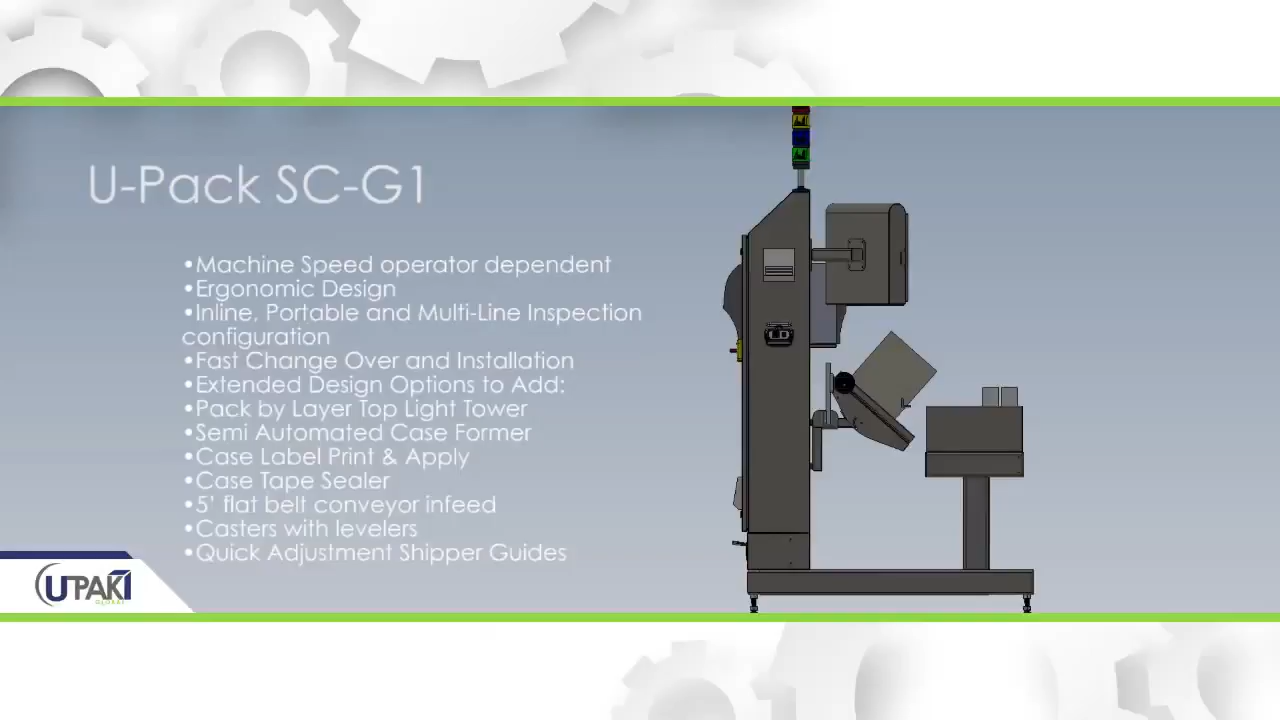 U-Pack SC-G1
•Machine Speed operator dependent
•Ergonomic Design
•Inline, Portable and Multi-Line Inspection
configuration
•Fast Change Over and Installation
•Extended Design Options to Add:
•Pack by Layer Top Light Tower
•Semi Automated Case Former
•Case Label Print & Apply
•Case Tape Sealer
•5' flat belt conveyor infeed
•Casters with levelers
•Quick Adjustment Shipper Guides
UPAK
GLOBAL